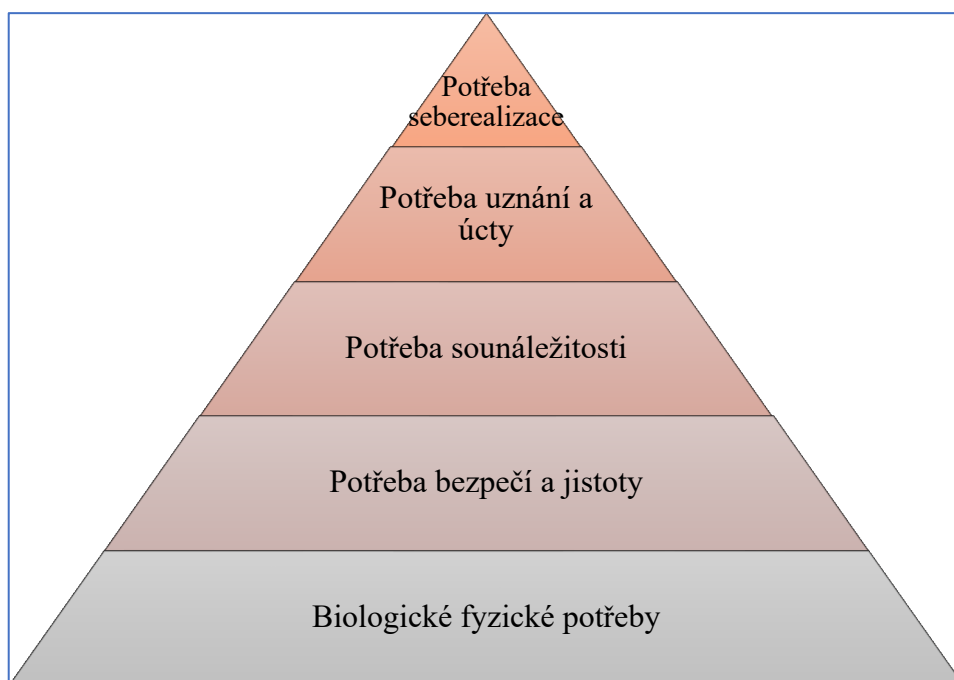 Potřeba
seberealizace
Potřeba uznání a
úcty
Potřeba sounáležitosti
Potřeba bezpečí a jistoty
Biologické fyzické potřeby